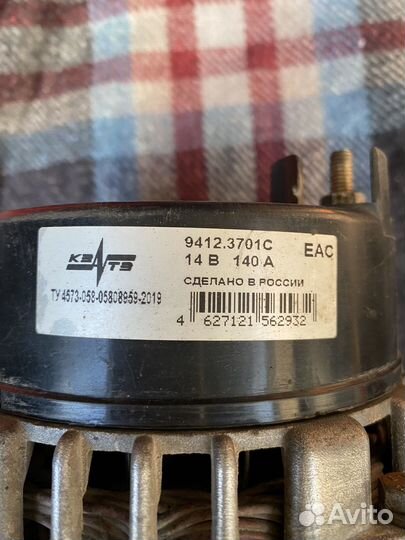 КЗАТЭ
9412.3701С
ЕАС
14 В 140 А
СДЕЛАНО В РОССИИ
ТУ 4573-058-05808959-2019
4 627121 562932
Avito